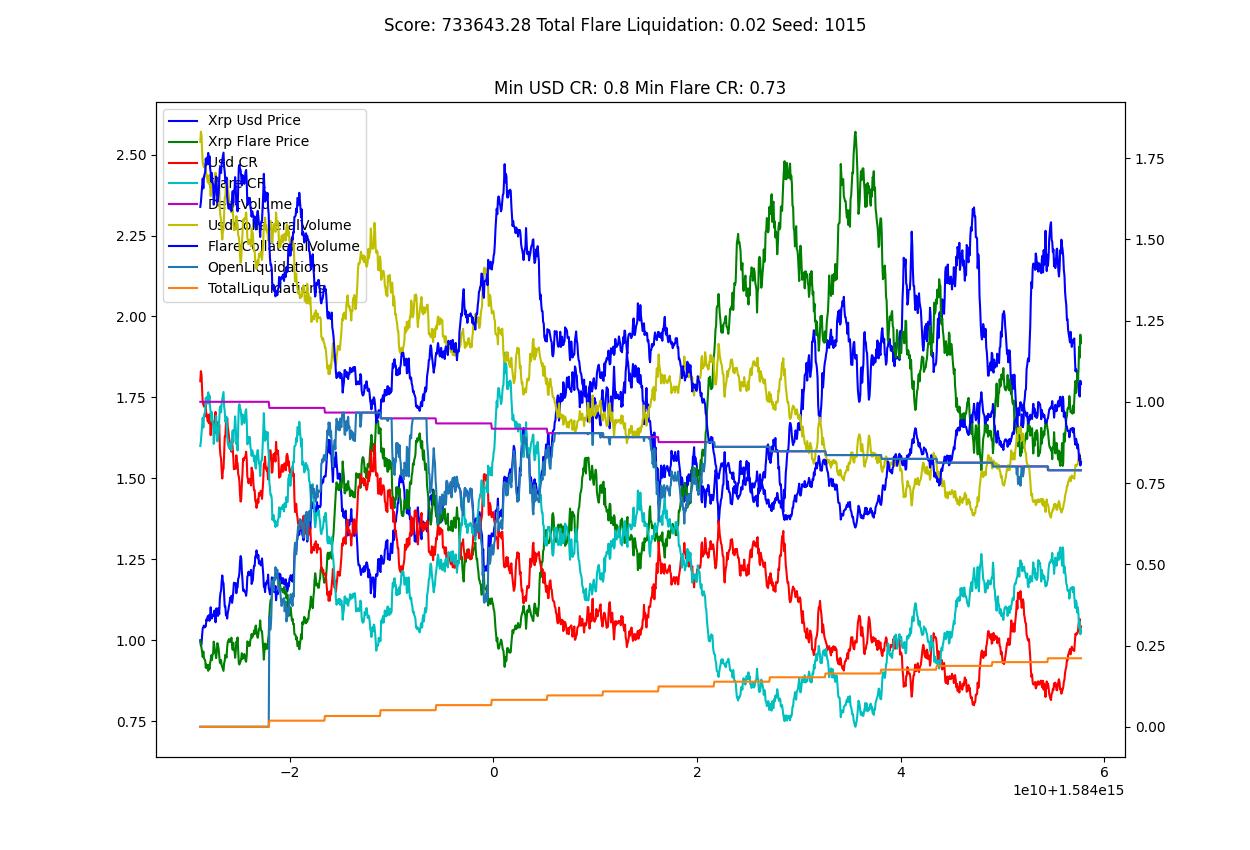 Score: 733643.28 Total Flare Liquidation: 0.02 Seed: 1015
Min USD CR: 0.8 Min Flare CR: 0.73
Xrp Usd Price
Xrp Flare Price
Usd CR
Flare CR
DebtVolume
UsdCollateralVolume
FlareCollateralVolume
OpenLiquidations
TotalLiquidations
2.50
2.25
2.00
1.75
1.50
1.25
1.00
0.75
1.75
1.50
1.25
1.00
0.75
0.50
0.25
0.00
−2 0 2 4 6
1e10+1.584e15